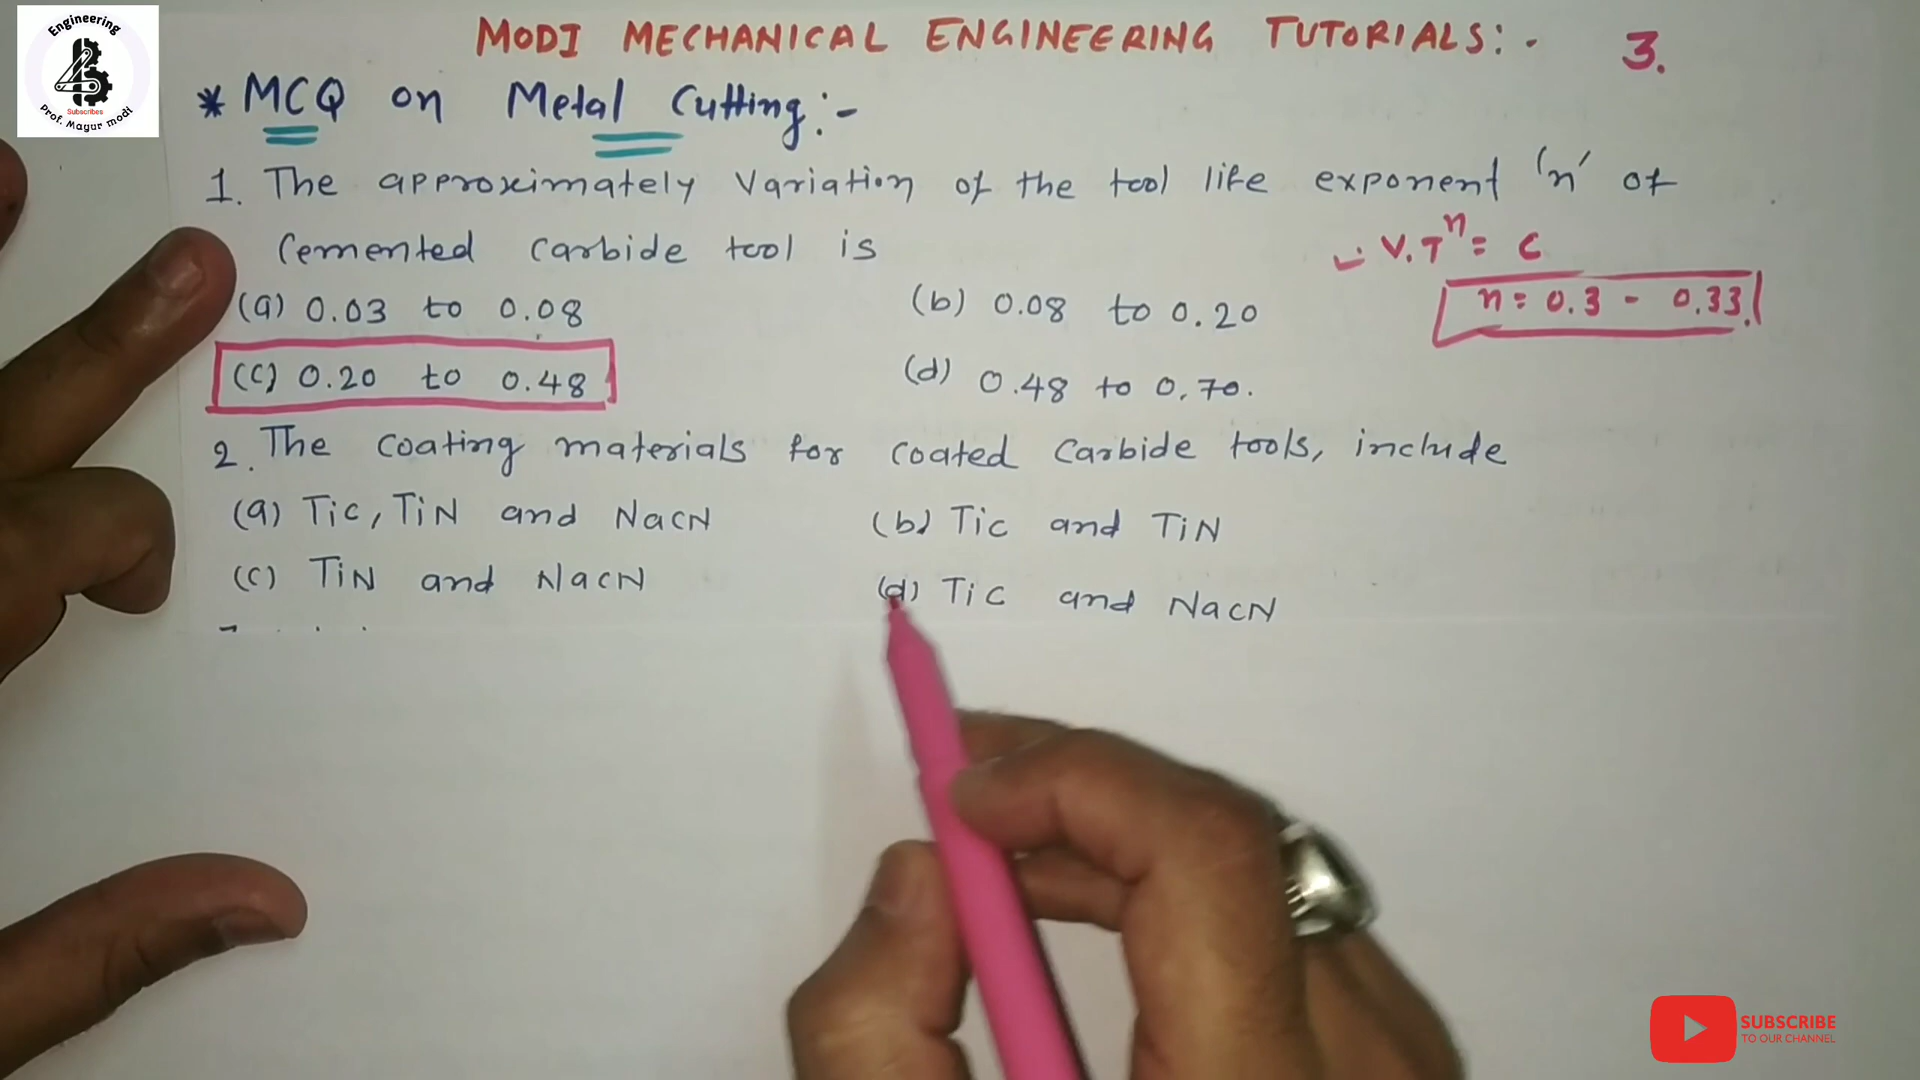 Engineering
Subscribes
Prof. Mayur modi
MODI MECHANICAL ENGINEERING TUTORIALS:-
3.
* MCQ on Metal Cutting:-
1. The approximately variation of the tool life exponent 'n' of
cemented carbide tool is
V.T^n = C
n = 0.3 - 0.33.
(a) 0.03 to 0.08
(b) 0.08 to 0.20
(c) 0.20 to 0.48
(d) 0.48 to 0.70.
2. The coating materials for coated carbide tools, include
(a) Tic, TiN and NaCN
(b) Tic and TiN
(c) TiN and NaCN
(d) Tic and NaCN
SUBSCRIBE
TO OUR CHANNEL